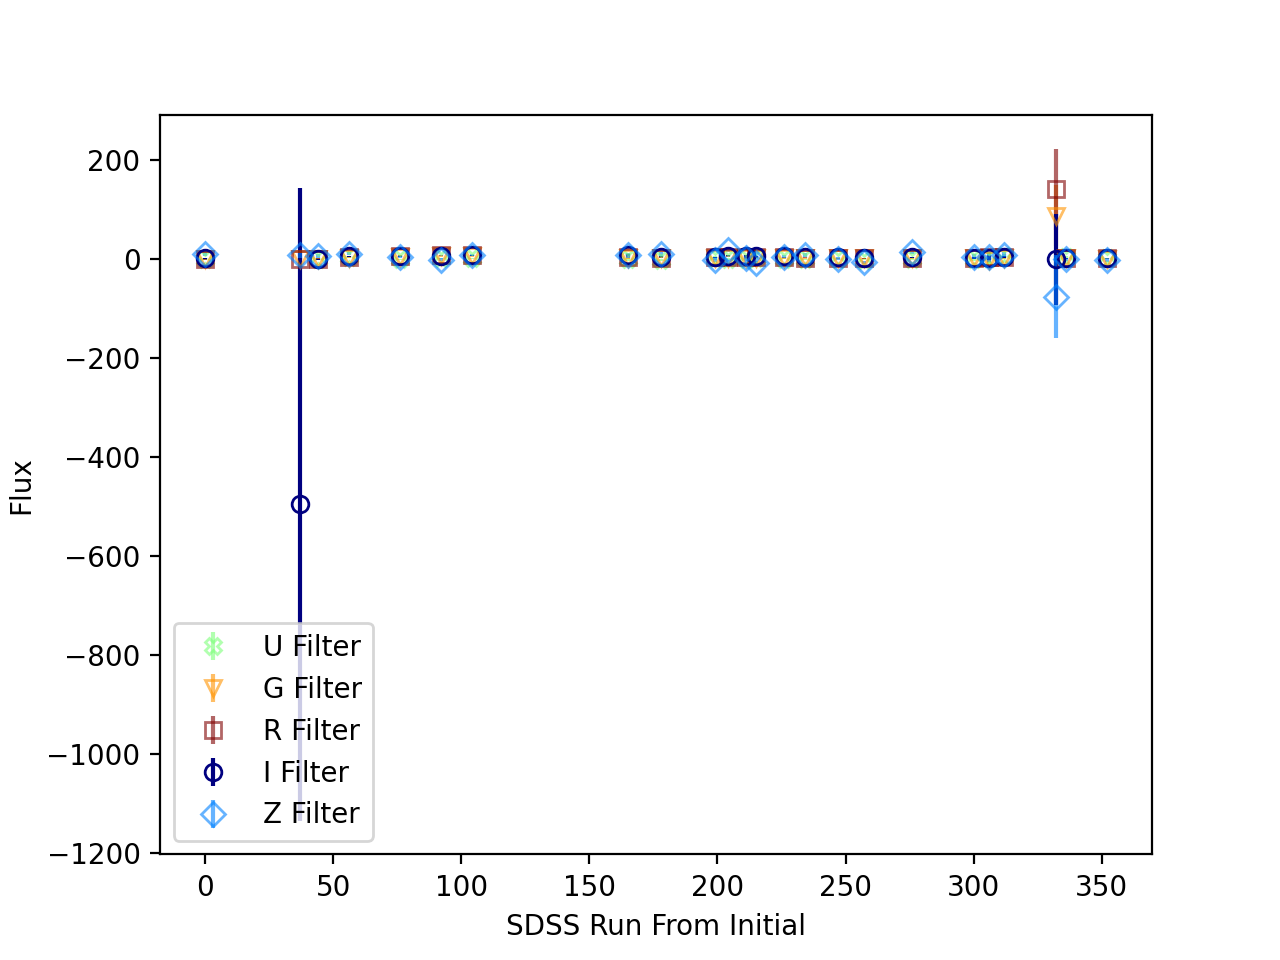 200
0
−200
−400
−600
−800
−1000
−1200
Flux
U Filter
G Filter
R Filter
I Filter
Z Filter
0 50 100 150 200 250 300 350
SDSS Run From Initial